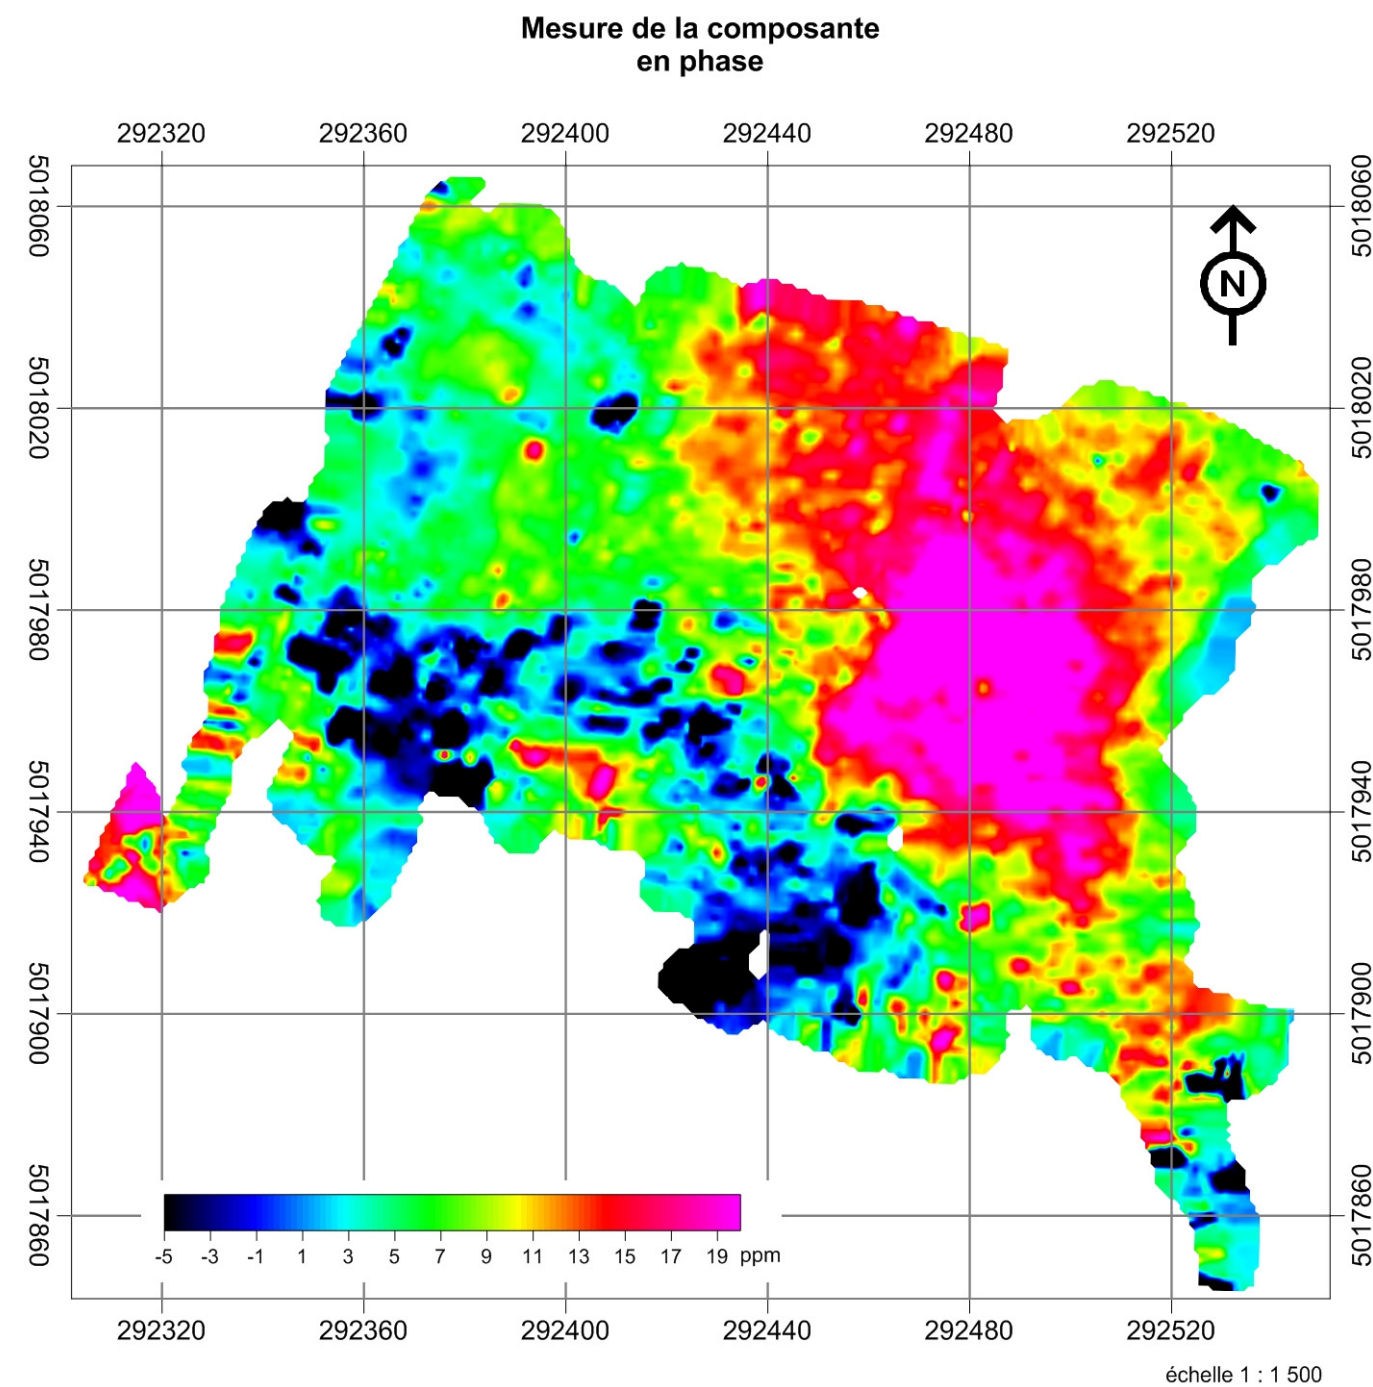 Mesure de la composante
en phase
292320 292360 292400 292440 292480 292520
5018060 5018060
N
5018020 5018020
5017980 5017980
5017940 5017940
5017900 5017900
5017860 5017860
-5 -3 -1 1 3 5 7 9 11 13 15 17 19 ppm
292320 292360 292400 292440 292480 292520
échelle 1 : 1 500